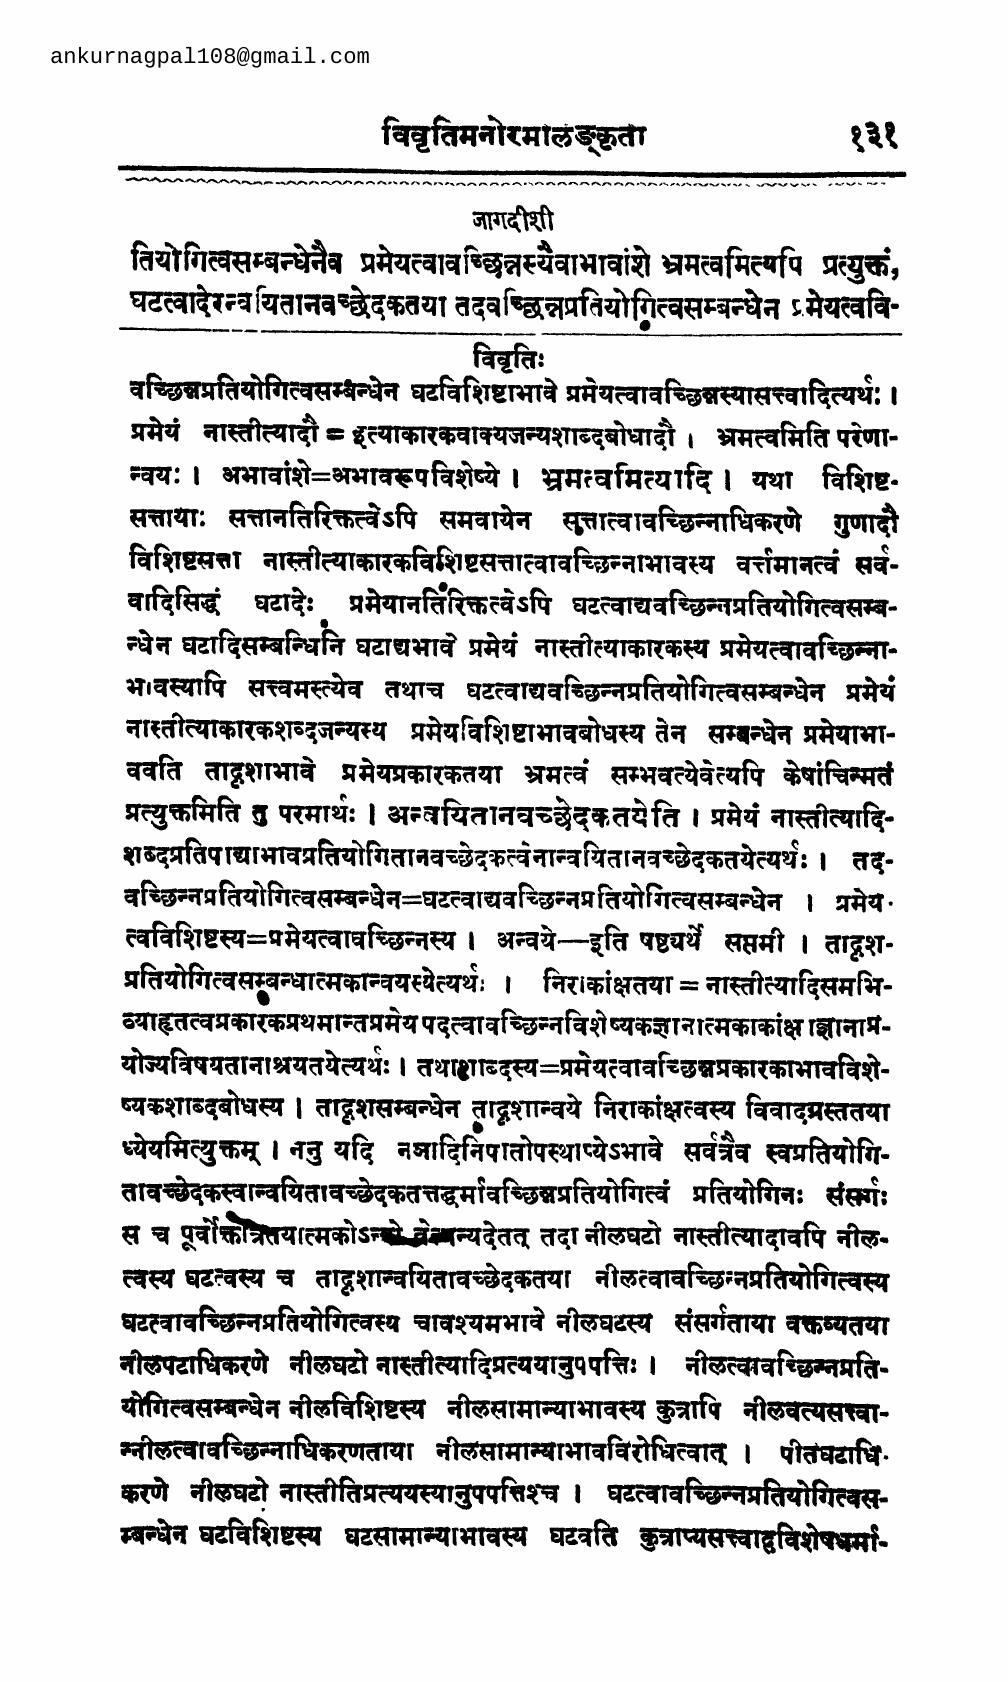 ankurnagpal108@gmail.com
विवृतिमनोरमालङ्कृता १३१
जागदीशी
तियोगित्वसम्बन्धेनैव प्रमेयत्वावच्छिन्नस्यैवाभावांशे भ्रमत्वमित्यपि प्रत्युक्तं,
घटत्वादेरन्वयितानवच्छेदकतया तदवच्छिन्नप्रतियोगित्वसम्बन्धेन प्रमेयत्ववि-
विवृतिः
वच्छिन्नप्रतियोगित्वसम्बन्धेन घटविशिष्टाभावे प्रमेयत्वावच्छिन्नस्यासत्त्वादित्यर्थः ।
प्रमेयं नास्तीत्यादौ = इत्याकारकवाक्यजन्यशाब्दबोधादौ । भ्रमत्वमिति परेणा-
न्वयः । अभावांशे=अभावरूपविशेष्ये । भ्रमत्वमित्यादि । यथा विशिष्ट-
सत्तायाः सत्तानतिरिक्तत्वेऽपि समवायेन सत्तात्वावच्छिन्नाधिकरणे गुणादौ
विशिष्टसत्ता नास्तीत्याकारकविशिष्टसत्तात्वावच्छिन्नाभावस्य वर्त्तमानत्वं सर्व-
वादिसिद्धं घटादेः प्रमेयानतिरिक्तत्वेऽपि घटत्वाद्यवच्छिन्नप्रतियोगित्वसम्ब-
न्धेन घटादिसम्बन्धिनि घटाद्यभावे प्रमेयं नास्तीत्याकारकस्य प्रमेयत्वावच्छिन्ना-
भावस्यापि सत्त्वमस्त्येव तथाच घटत्वाद्यवच्छिन्नप्रतियोगित्वसम्बन्धेन प्रमेयं
नास्तीत्याकारकशब्दजन्यस्य प्रमेयविशिष्टाभावबोधस्य तेन सम्बन्धेन प्रमेयाभा-
ववति तादृशाभावे प्रमेयप्रकारकतया भ्रमत्वं सम्भवत्येवेत्यपि केषांचिन्मतं
प्रत्युक्तमिति तु परमार्थः । अन्वयितानवच्छेदकतयेति । प्रमेयं नास्तीत्यादि-
शब्दप्रतिपाद्याभावप्रतियोगितानवच्छेदकत्वेनान्वयितानवच्छेदकतयेत्यर्थः । तद-
वच्छिन्नप्रतियोगित्वसम्बन्धेन=घटत्वाद्यवच्छिन्नप्रतियोगित्वसम्बन्धेन । प्रमेय-
त्वविशिष्टस्य=प्रमेयत्वावच्छिन्नस्य । अन्वये—इति षष्ट्यर्थे सप्तमी । तादृश-
प्रतियोगित्वसम्बन्धात्मकान्वयस्येत्यर्थः । निराकांक्षतया = नास्तीत्यादिसमभि-
व्याहृतत्वप्रकारकप्रथमान्तप्रमेयपदत्वावच्छिन्नविशेष्यकज्ञानात्मकाकांक्षाज्ञानाप्र-
योज्यविषयतानाश्रयतयेत्यर्थः । तथाशाब्दस्य=प्रमेयत्वावच्छिन्नप्रकारकाभावविशे-
ष्यकशाब्दबोधस्य । तादृशसम्बन्धेन तादृशान्वये निराकांक्षत्वस्य विवादग्रस्ततया
ध्येयमित्युक्तम् । ननु यदि नञादिनिपातोपस्थाप्येऽभावे सर्वत्रैव स्वप्रतियोगि-
तावच्छेदकस्वान्वयितावच्छेदकतत्तद्धर्मावच्छिन्नप्रतियोगित्वं प्रतियोगिनः संसर्गः
स च पूर्वोक्तत्रितयात्मकोऽन्यो वेत्यन्यदेतत् तदा नीलघटो नास्तीत्यादावपि नील-
त्वस्य घटत्वस्य च तादृशान्वयितावच्छेदकतया नीलत्वावच्छिन्नप्रतियोगित्वस्य
घटत्वावच्छिन्नप्रतियोगित्वस्य चावश्यमभावे नीलघटस्य संसर्गताया वक्तव्यतया
नीलपटाधिकरणे नीलघटो नास्तीत्यादिप्रत्ययानुपपत्तिः । नीलत्वावच्छिन्नप्रति-
योगित्वसम्बन्धेन नीलविशिष्टस्य नीलसामान्याभावस्य कुत्रापि नीलवत्यसत्त्वा-
न्नीलत्वावच्छिन्नाधिकरणताया नीलसामान्याभावविरोधित्वात् । पीतघटाधि-
करणे नीलघटो नास्तीतिप्रत्ययस्यानुपपत्तिश्च । घटत्वावच्छिन्नप्रतियोगित्वस-
म्बन्धेन घटविशिष्टस्य घटसामान्याभावस्य घटवति कुत्राप्यसत्त्वाद्विशेषधर्मा-